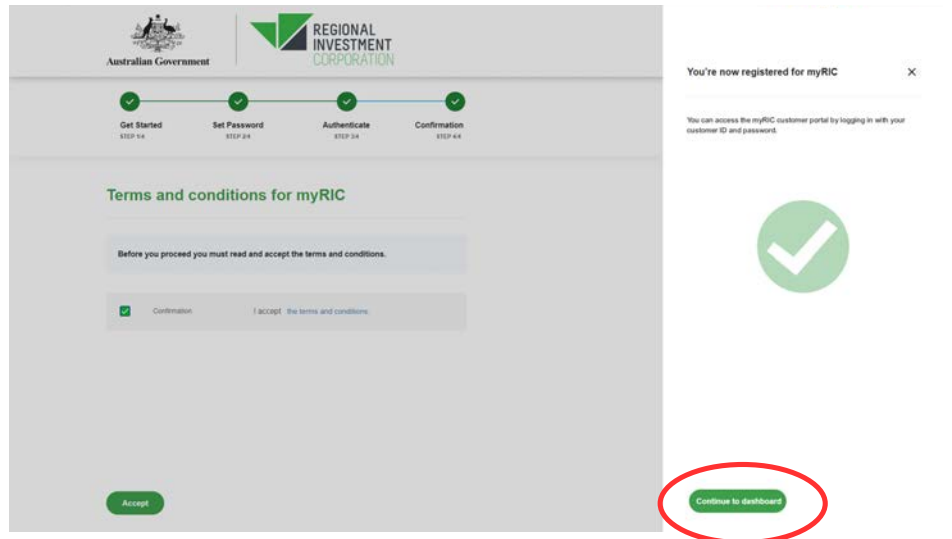 Australian Government
REGIONAL
INVESTMENT
CORPORATION
Get Started
STEP 1/4
Set Password
STEP 2/4
Authenticate
STEP 3/4
Confirmation
STEP 4/4
Terms and conditions for myRIC
Before you proceed you must read and accept the terms and conditions.
Confirmation I accept the terms and conditions.
Accept
You're now registered for myRIC
You can access the myRIC customer portal by logging in with your
customer ID and password.
Continue to dashboard